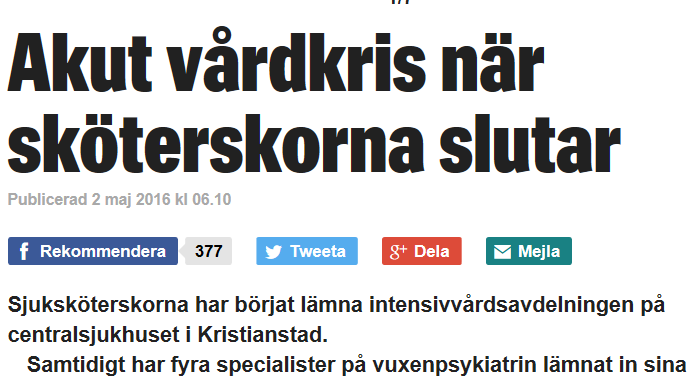 Akut vårdkris när
sköterskorna slutar
Publicerad 2 maj 2016 kl 06.10
Rekommendera 377 Tweeta g+ Dela Mejla
Sjuksköterskorna har börjat lämna intensivvårdsavdelningen på
centralsjukhuset i Kristianstad.
Samtidigt har fyra specialister på vuxenpsykiatrin lämnat in sina